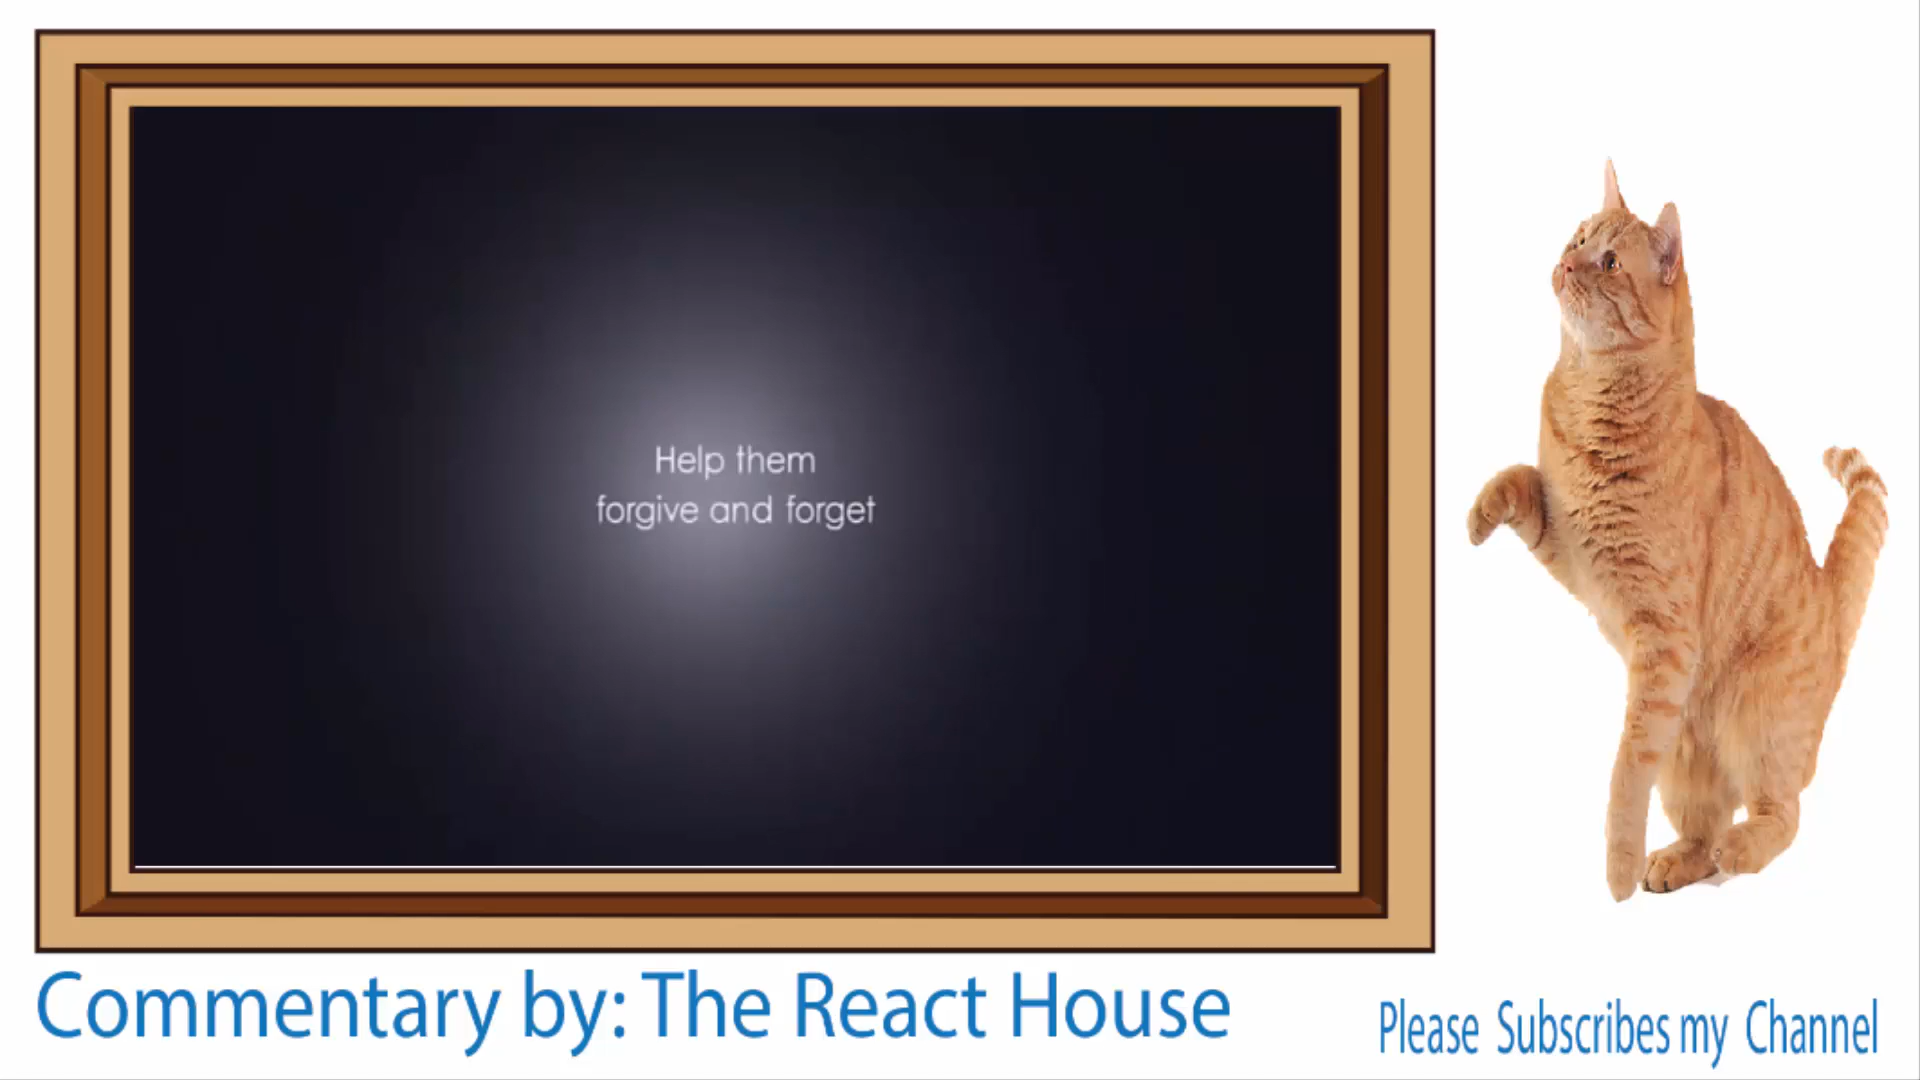 Help them
forgive and forget
Commentary by: The React House
Please Subscribes my Channel